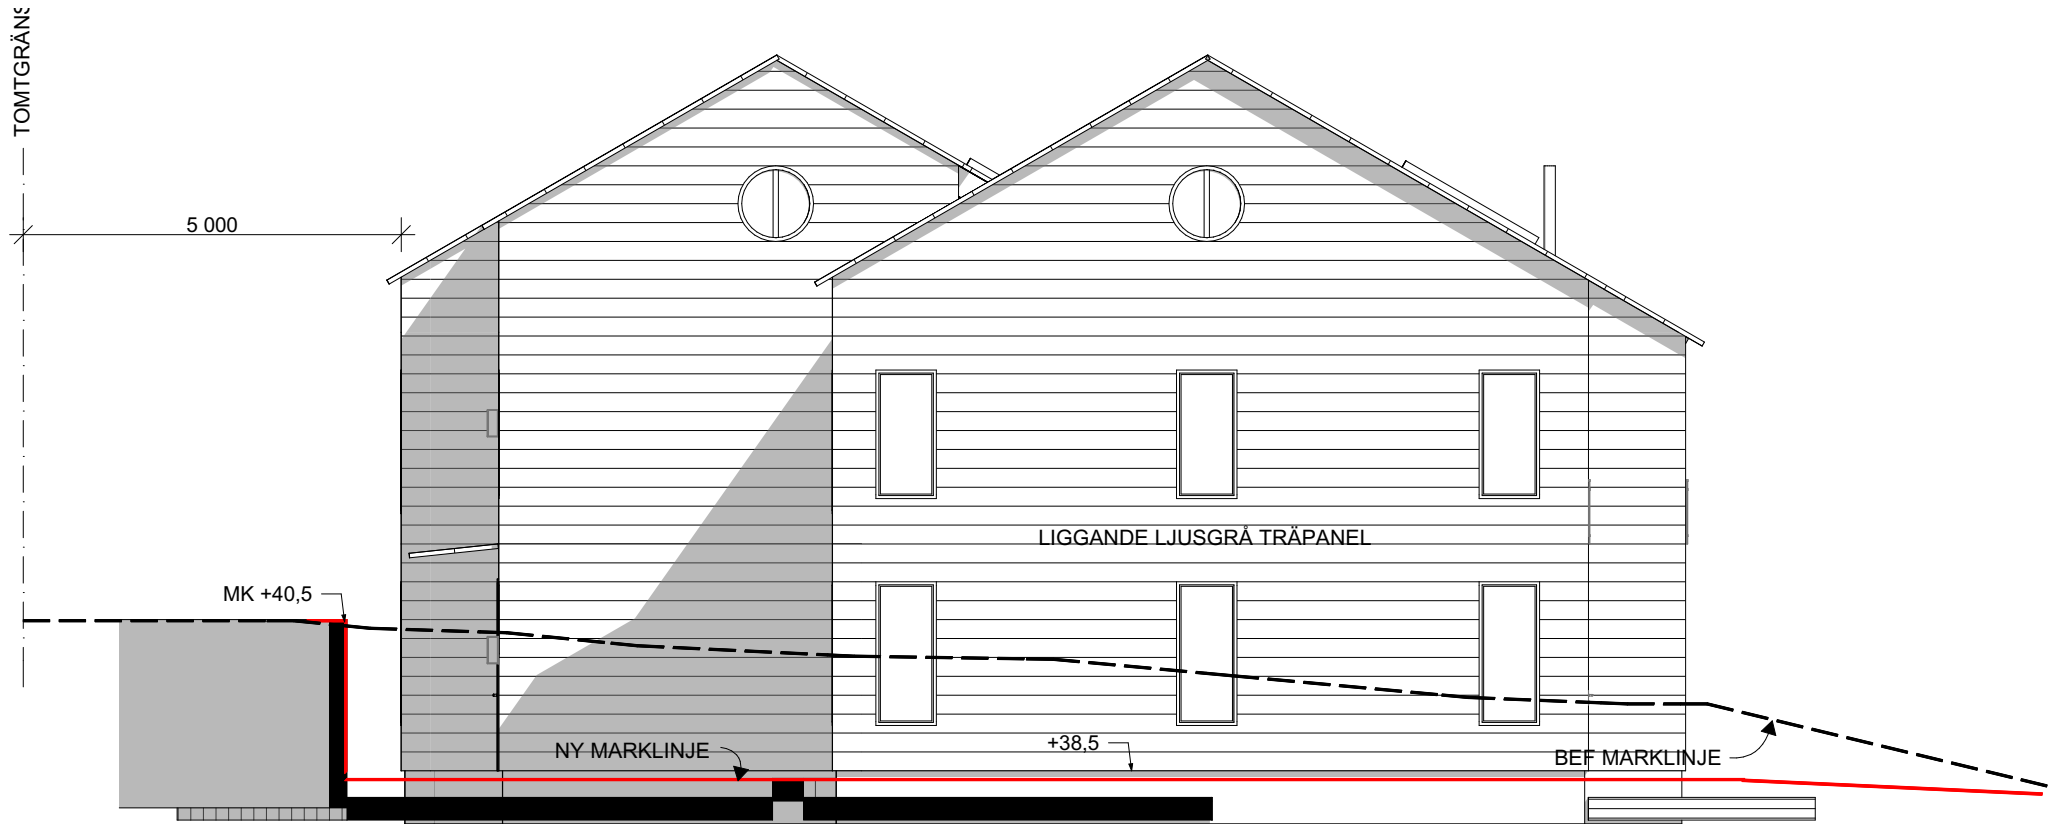 TOMTGRÄNS
5 000
LIGGANDE LJUSGRÅ TRÄPANEL
MK +40,5
+38,5
NY MARKLINJE
BEF MARKLINJE